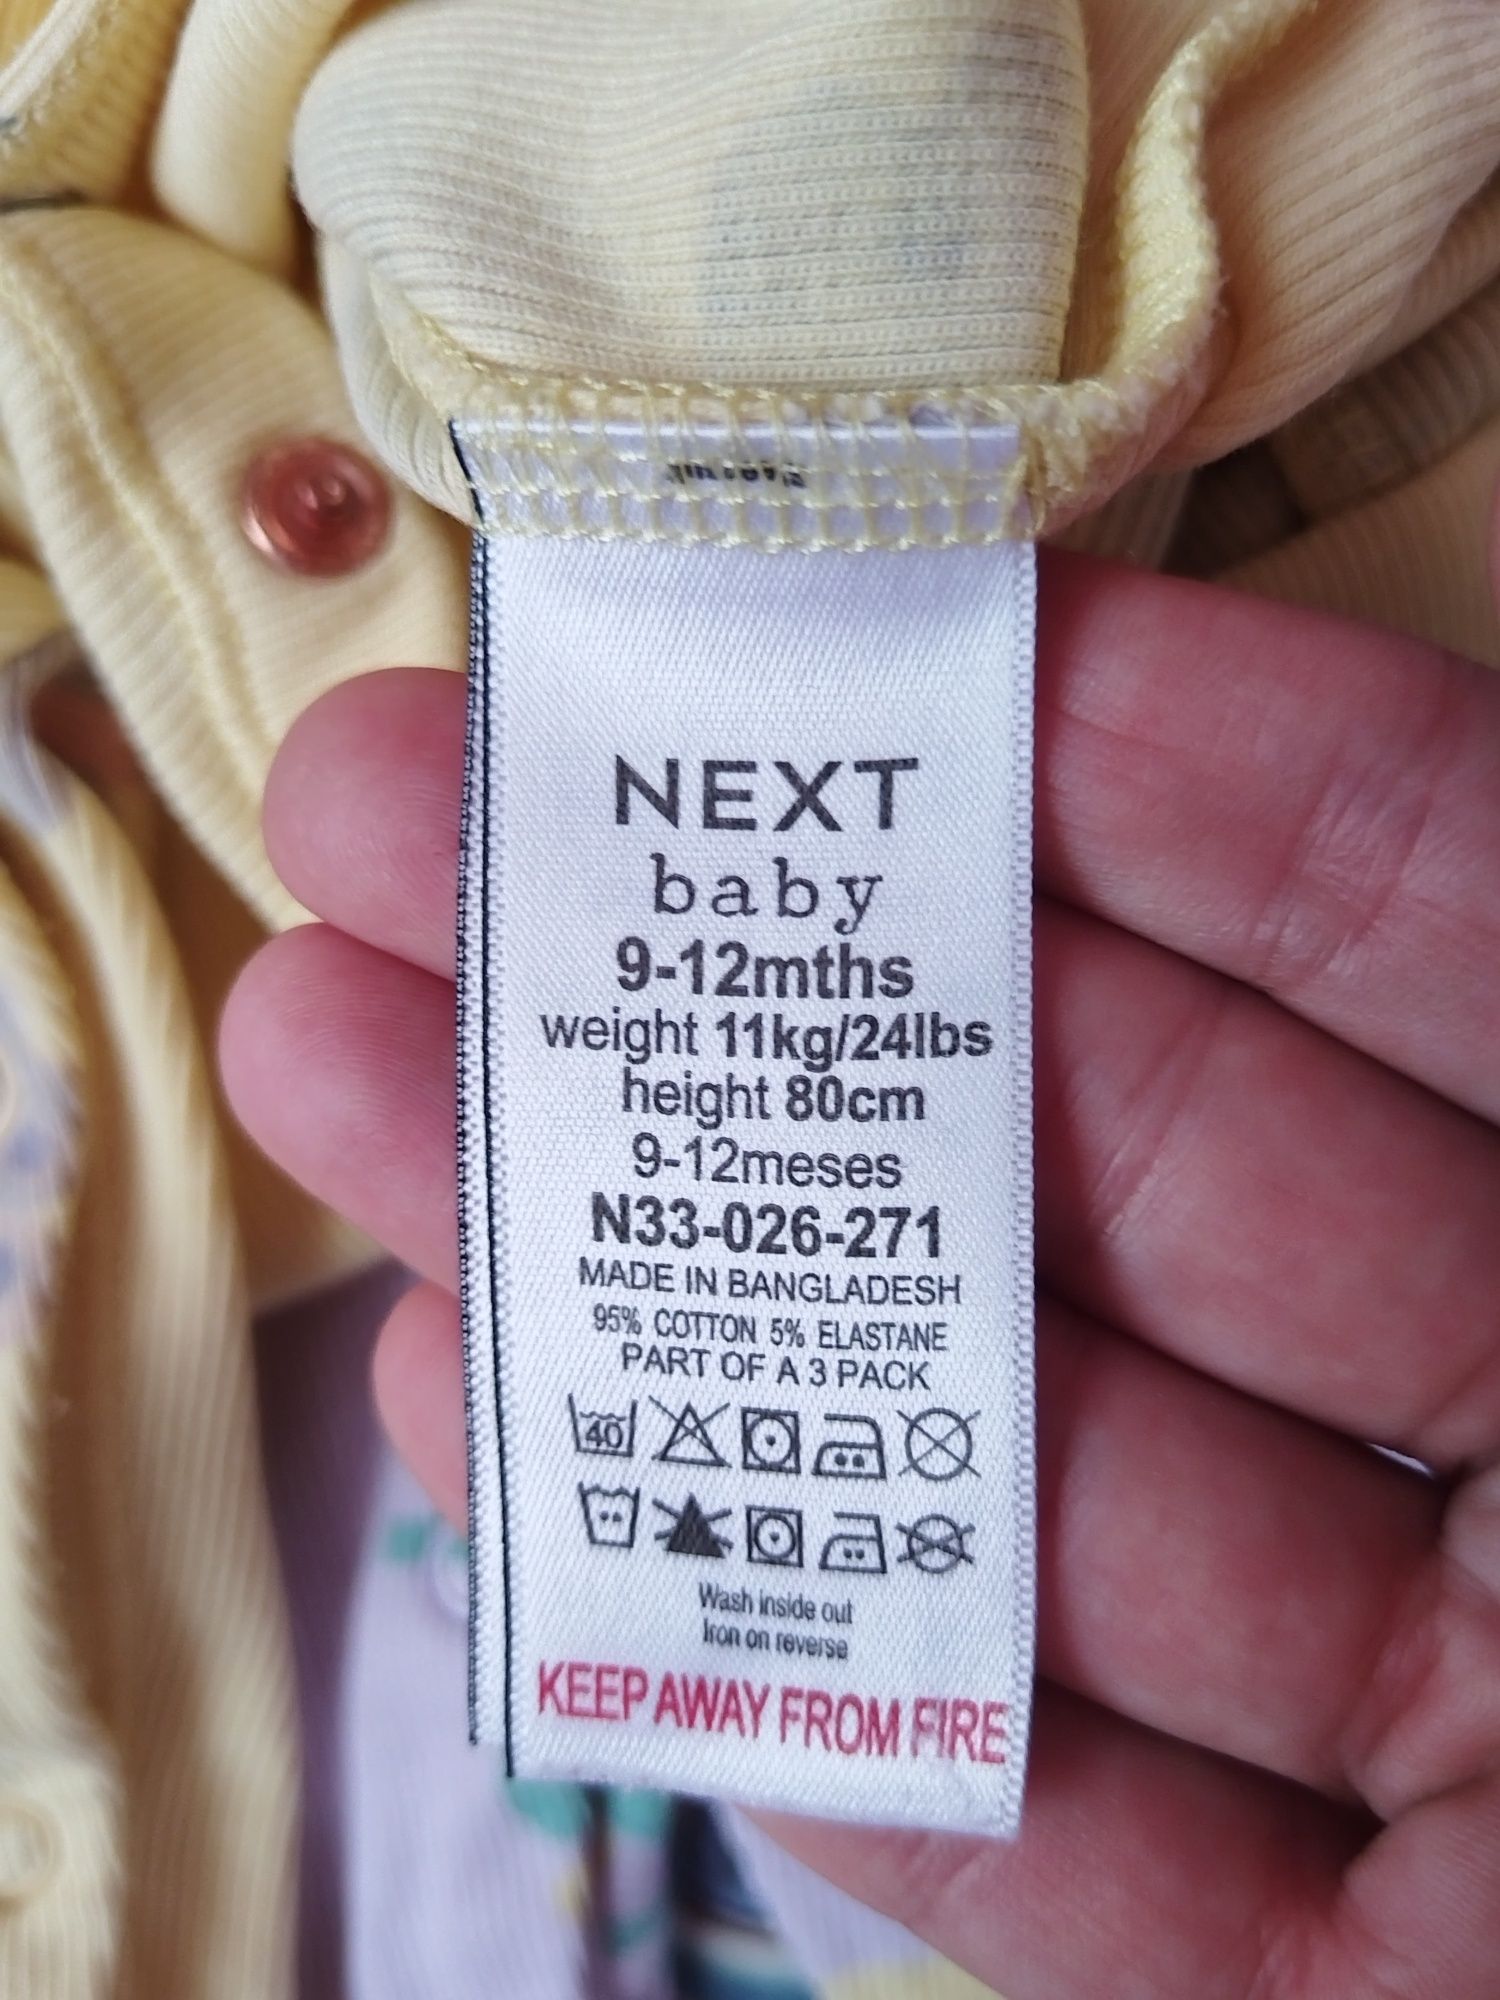 NEXT
baby
9-12mths
weight 11kg/24lbs
height 80cm
9-12meses
N33-026-271
MADE IN BANGLADESH
95% COTTON 5% ELASTANE
PART OF A 3 PACK
40
Wash inside out
Iron on reverse
KEEP AWAY FROM FIRE